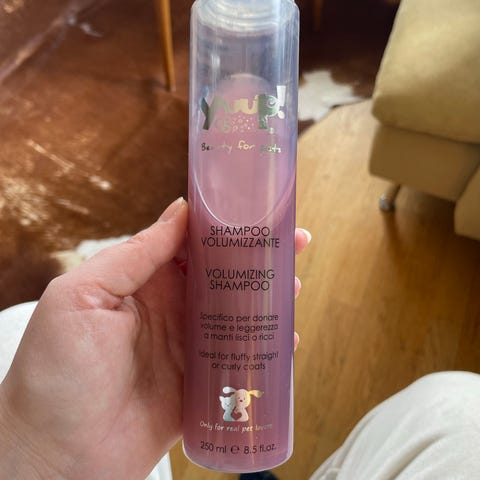 yuup!
Beauty for pets
SHAMPOO
VOLUMIZZANTE
VOLUMIZING
SHAMPOO
Specifico per donare
volume e leggerezza
a manti lisci o ricci
Ideal for fluffy straight
or curly coats
Only for real pet lovers
250 ml ℮ 8.5 fl.oz.